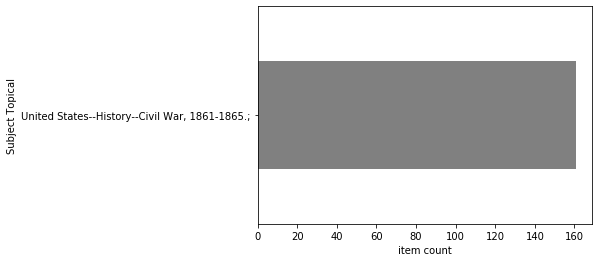 Subject Topical
United States--History--Civil War, 1861-1865.;
0 20 40 60 80 100 120 140 160
item count